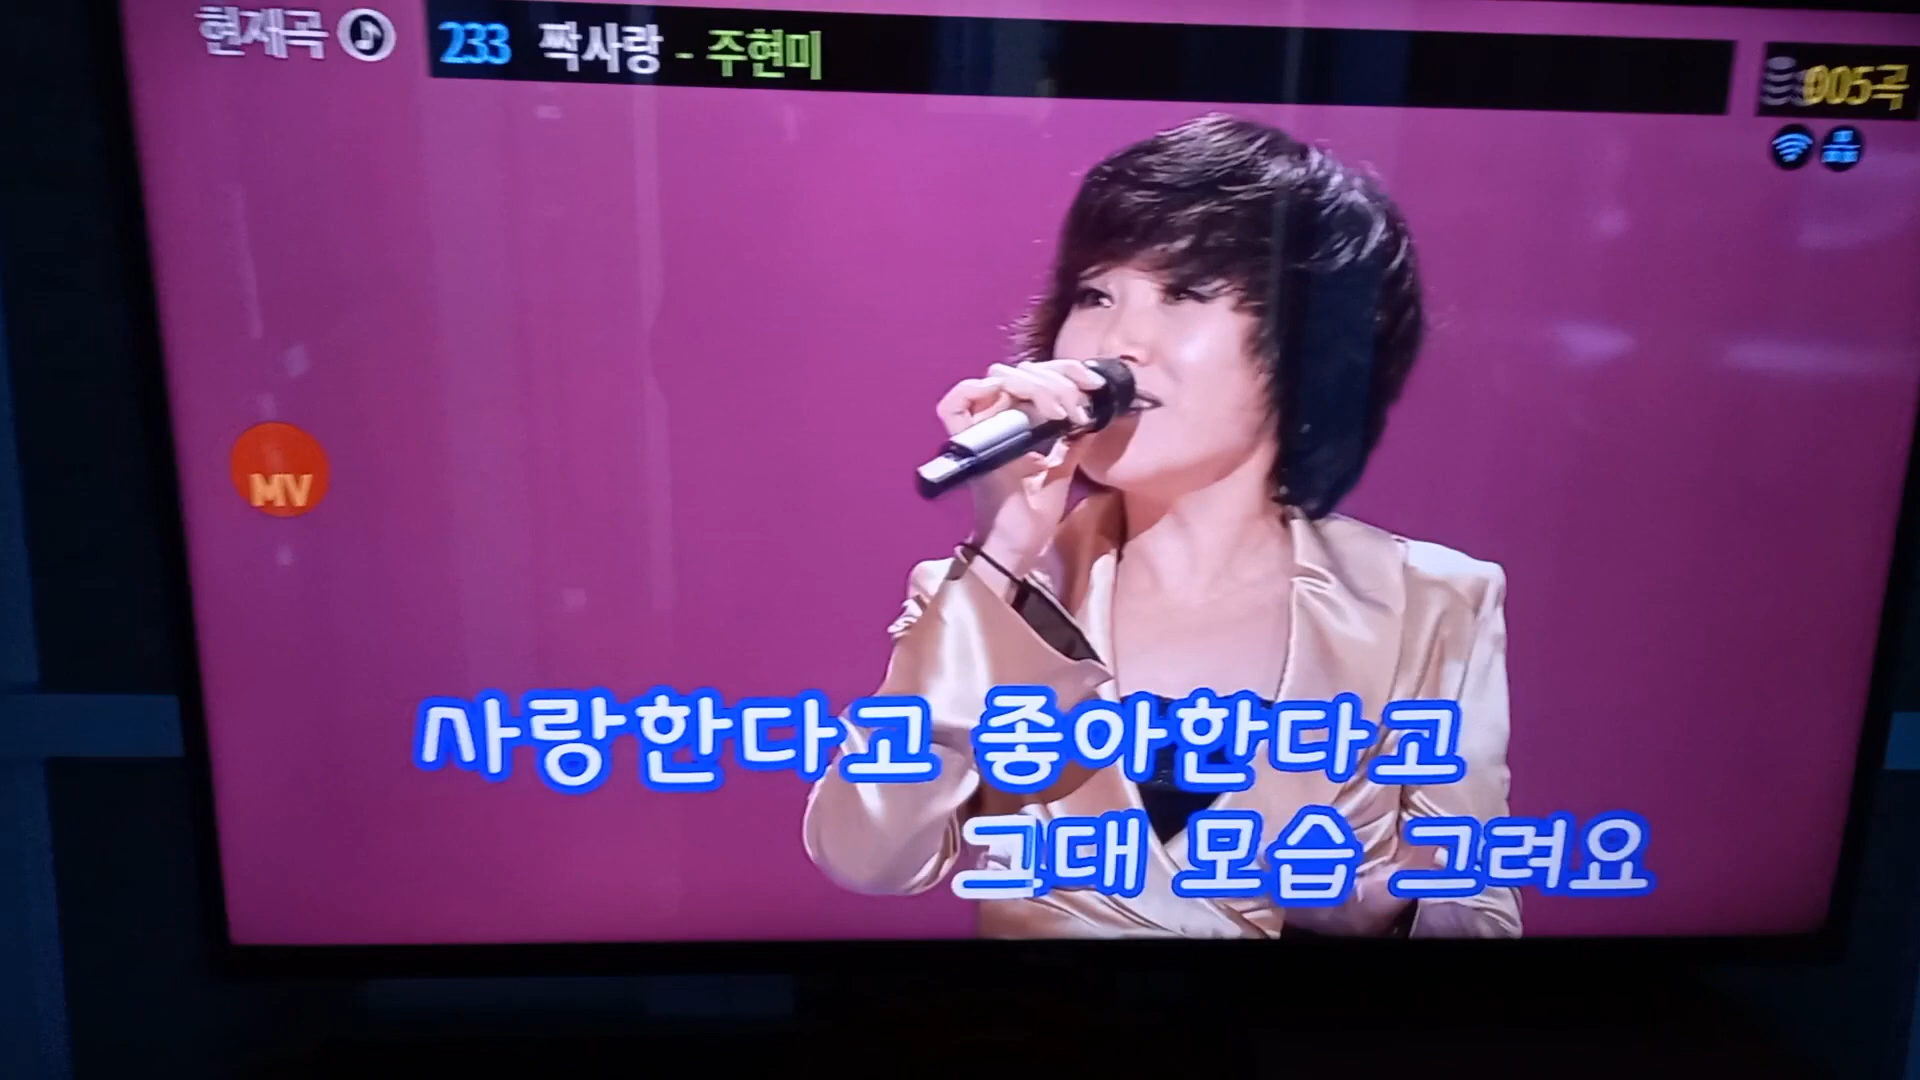 현재곡
233 짝사랑 - 주현미
005곡
MV
사랑한다고 좋아한다고
그대 모습 그려요